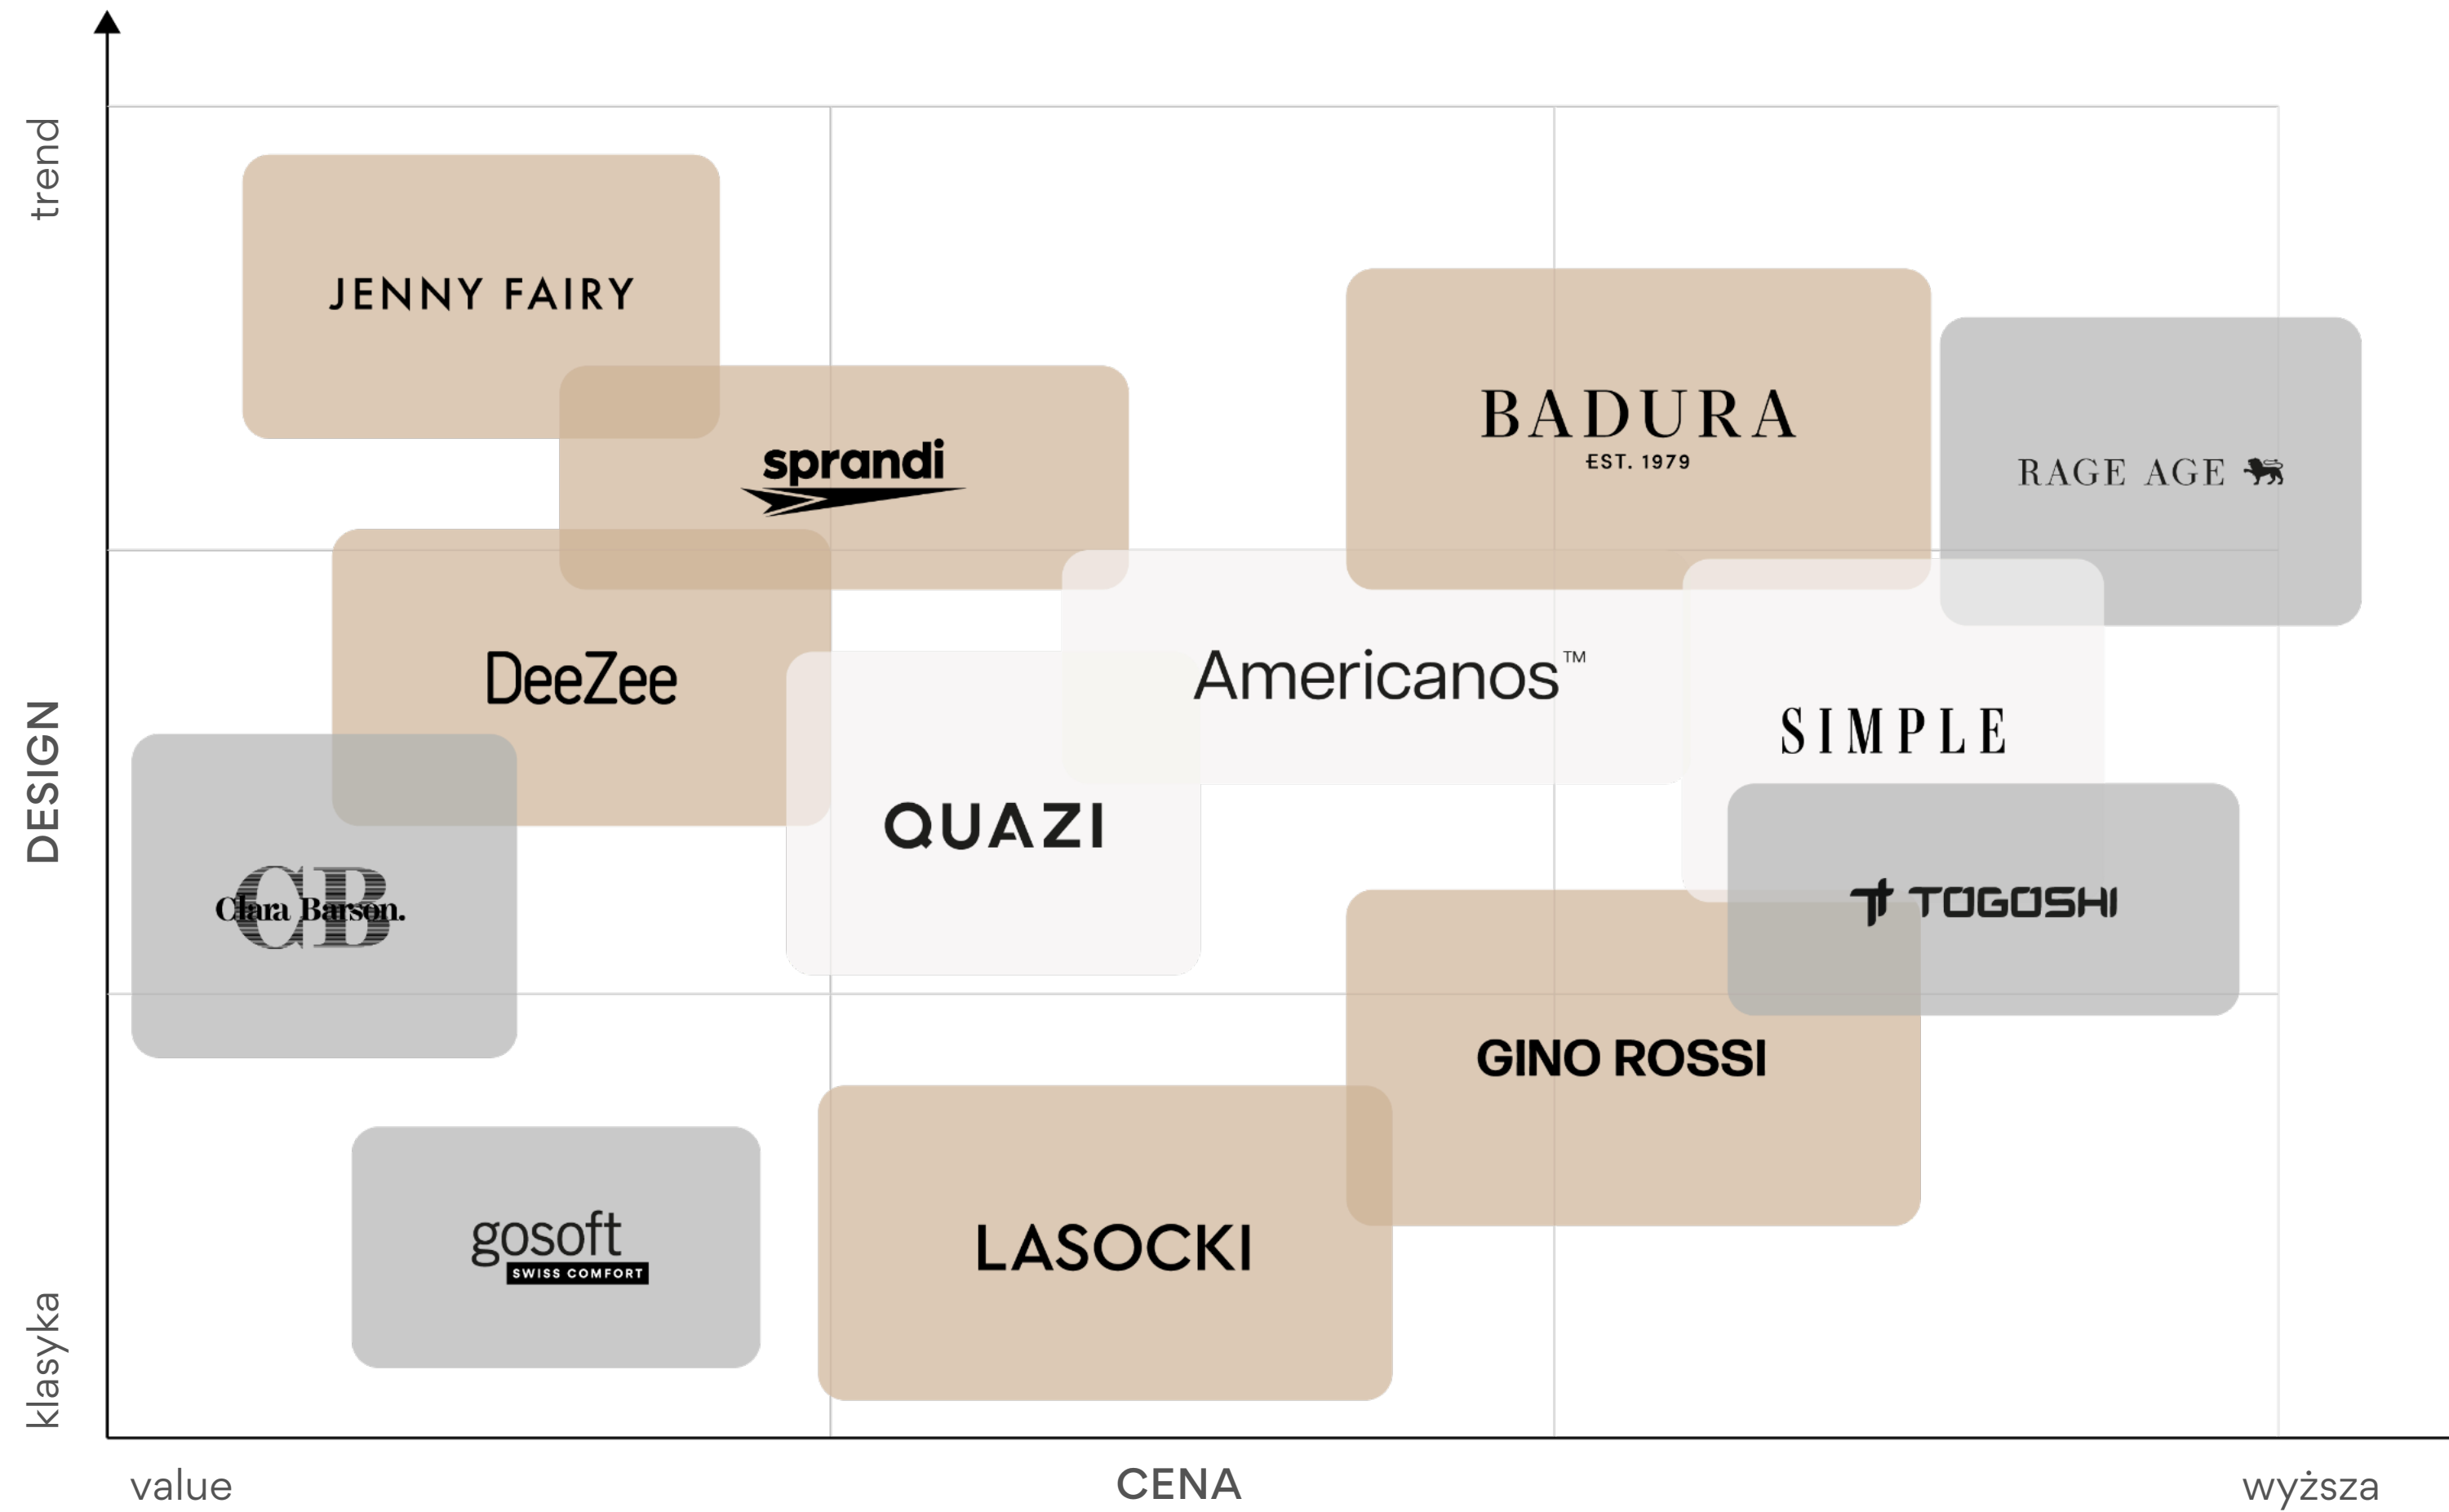 trend
JENNY FAIRY
BADURA
EST. 1979
sprandi
RAGE AGE
DeeZee
Americanos™
SIMPLE
DESIGN
QUAZI
CB
Clara Barson.
TOGOSHI
GINO ROSSI
gosoft
SWISS COMFORT
LASOCKI
klasyka
value
CENA
wyższa